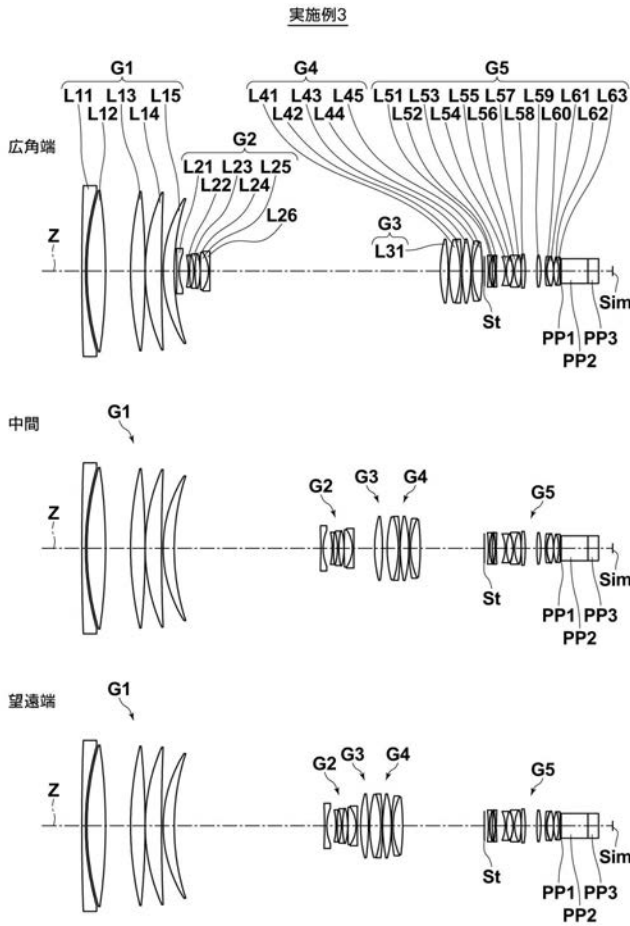 実施例3
G1 G4 G5
L11 L13 L15 L41 L43 L45 L51 L53 L55 L57 L59 L61 L63
L12 L14 L42 L44 L52 L54 L56 L58 L60 L62
広角端
G2
L21 L23 L25
L22 L24
L26
G3
L31
Z
St
Sim
PP1 PP3
PP2
中間
G1
G2 G3 G4 G5
Z
St
Sim
PP1 PP3
PP2
望遠端
G1
G2 G3 G4 G5
Z
St
Sim
PP1 PP3
PP2